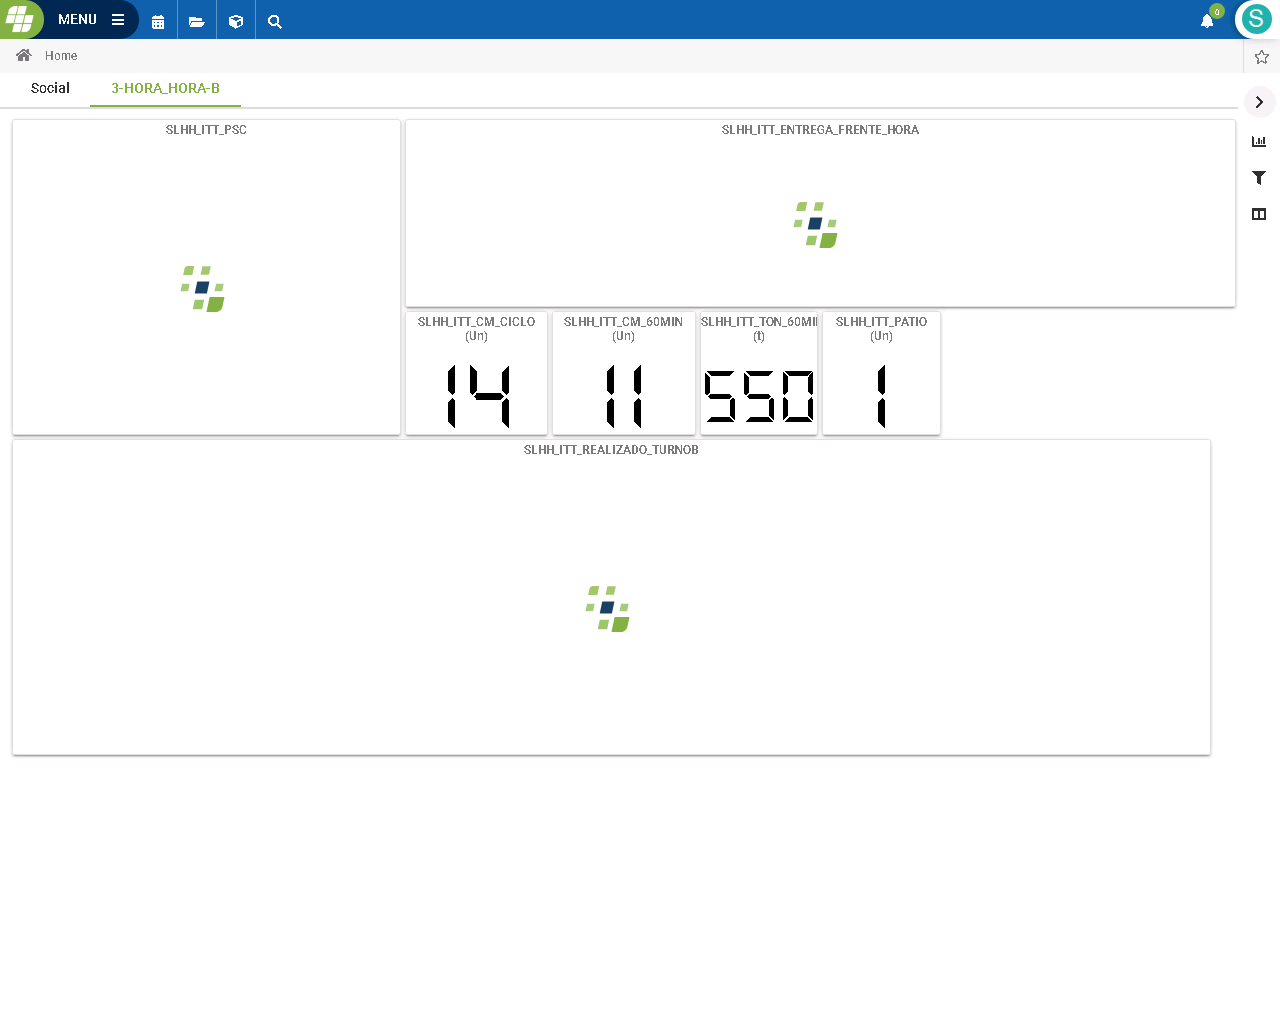 MENU
0
S
Home
Social
3-HORA_HORA-B
SLHH_ITT_PSC
SLHH_ITT_ENTREGA_FRENTE_HORA
SLHH_ITT_CM_CICLO
(Un)
14
SLHH_ITT_CM_60MIN
(Un)
11
SLHH_ITT_TON_60MI
(t)
550
SLHH_ITT_PATIO
(Un)
1
SLHH_ITT_REALIZADO_TURNOB